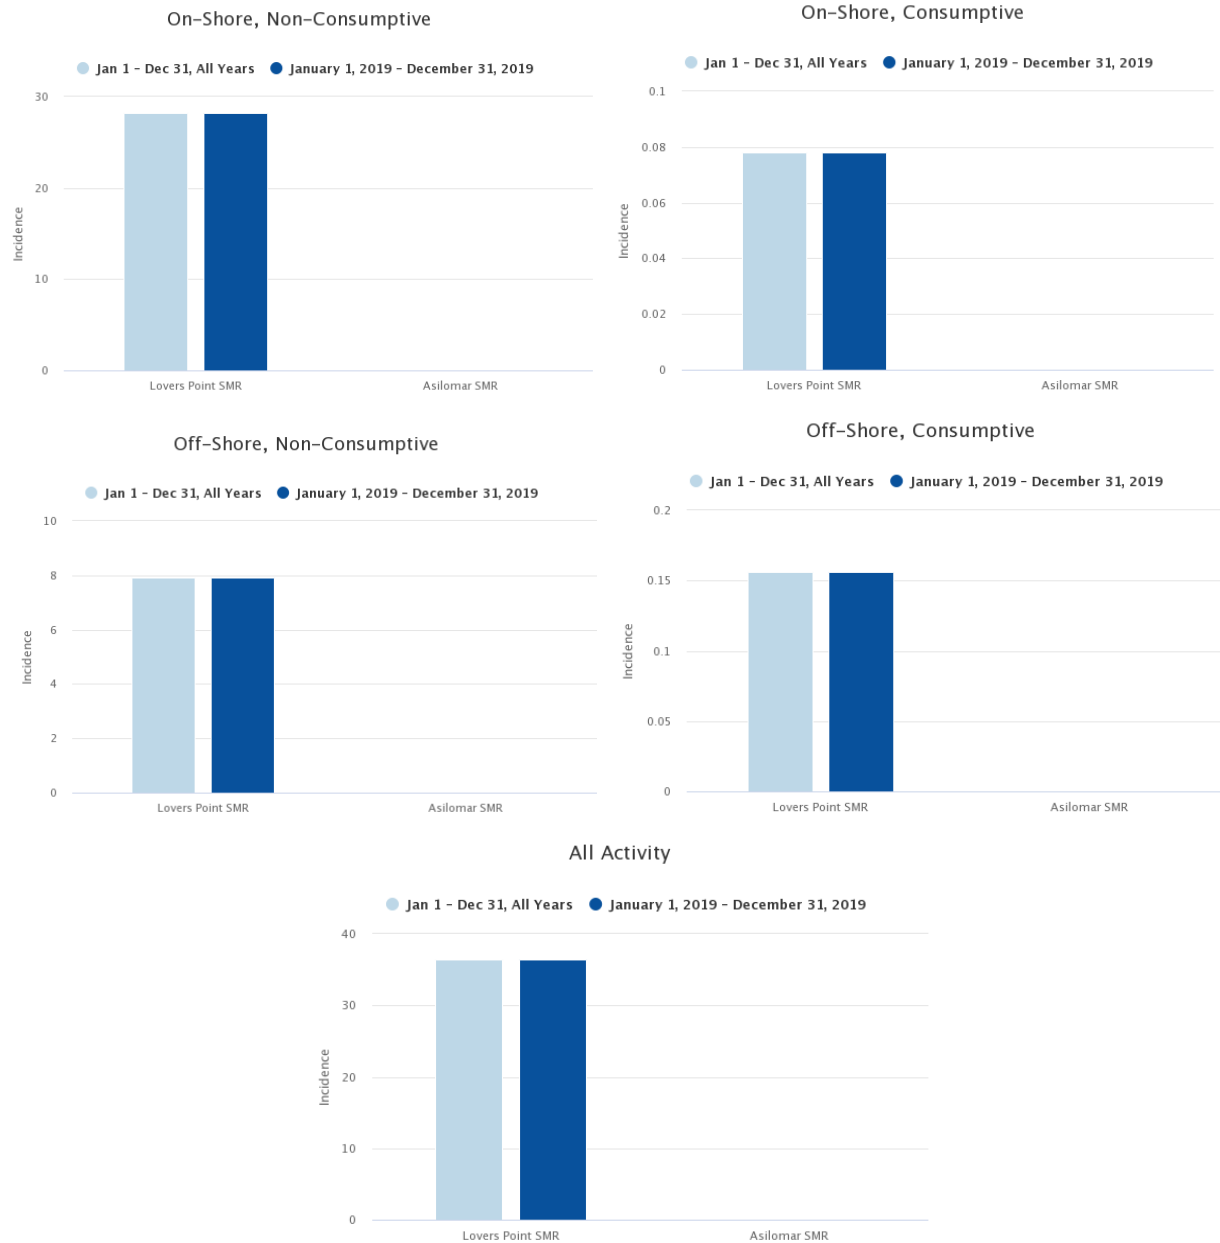 On-Shore, Non-Consumptive
Jan 1 - Dec 31, All Years January 1, 2019 - December 31, 2019
30
20
10
0
Incidence
Lovers Point SMR Asilomar SMR
On-Shore, Consumptive
Jan 1 - Dec 31, All Years January 1, 2019 - December 31, 2019
0.1
0.08
0.06
0.04
0.02
0
Incidence
Lovers Point SMR Asilomar SMR
Off-Shore, Non-Consumptive
Jan 1 - Dec 31, All Years January 1, 2019 - December 31, 2019
10
8
6
4
2
0
Incidence
Lovers Point SMR Asilomar SMR
Off-Shore, Consumptive
Jan 1 - Dec 31, All Years January 1, 2019 - December 31, 2019
0.2
0.15
0.1
0.05
0
Incidence
Lovers Point SMR Asilomar SMR
All Activity
Jan 1 - Dec 31, All Years January 1, 2019 - December 31, 2019
40
30
20
10
0
Incidence
Lovers Point SMR Asilomar SMR